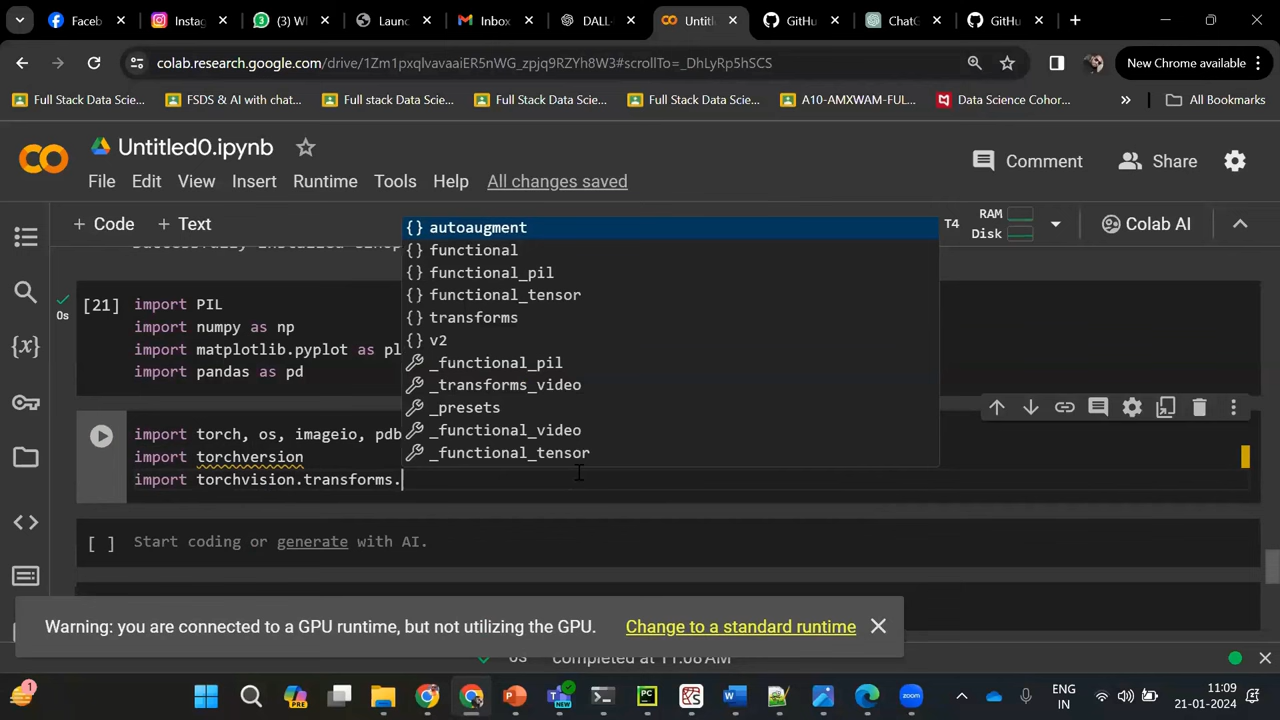 Faceb
Instag
(3) W
Launc
Inbox
DALL-
Untitl
GitHu
ChatG
GitHu
colab.research.google.com/drive/1Zm1pxqlvavaaiER5nWG_zpjq9RZYh8W3#scrollTo=_DhLyRp5hSCS
New Chrome available
Full Stack Data Scie...
FSDS & AI with chat...
Full stack Data Scie...
Full Stack Data Scie...
Full Stack Data Scie...
A10-AMXWAM-FUL...
Data Science Cohor...
»
All Bookmarks
Untitled0.ipynb
Comment
Share
File Edit View Insert Runtime Tools Help All changes saved
+ Code + Text
T4
RAM
Disk
Colab AI
autoaugment
functional
functional_pil
functional_tensor
transforms
v2
_functional_pil
_transforms_video
_presets
_functional_video
_functional_tensor
[21]
0s
import PIL
import numpy as np
import matplotlib.pyplot as pl
import pandas as pd
import torch, os, imageio, pdb
import torchversion
import torchvision.transforms.
[ ] Start coding or generate with AI.
Warning: you are connected to a GPU runtime, but not utilizing the GPU. Change to a standard runtime
0s completed at 11:08 AM
1
PRE
NEW
PC
zoom
ENG
IN
11:09
21-01-2024